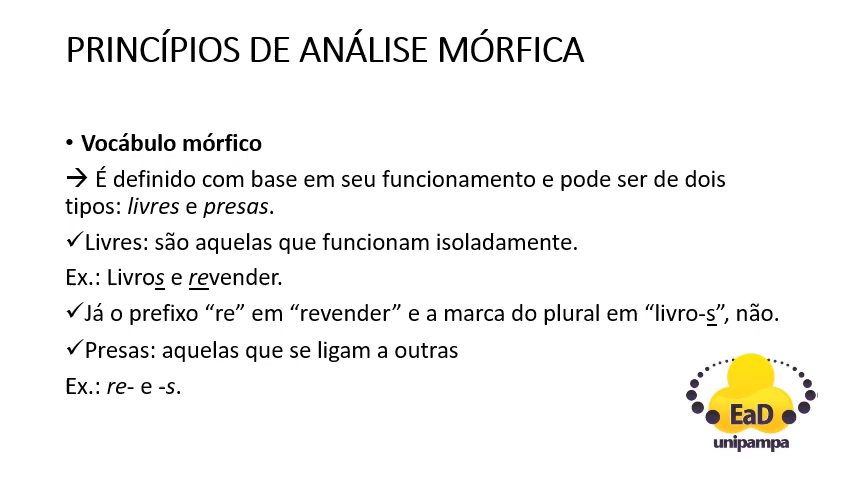 PRINCÍPIOS DE ANÁLISE MÓRFICA
• Vocábulo mórfico
→ É definido com base em seu funcionamento e pode ser de dois
tipos: livres e presas.
✓Livres: são aquelas que funcionam isoladamente.
Ex.: Livros e revender.
✓Já o prefixo “re” em “revender” e a marca do plural em “livro-s”, não.
✓Presas: aquelas que se ligam a outras
Ex.: re- e -s.
EaD
unipampa